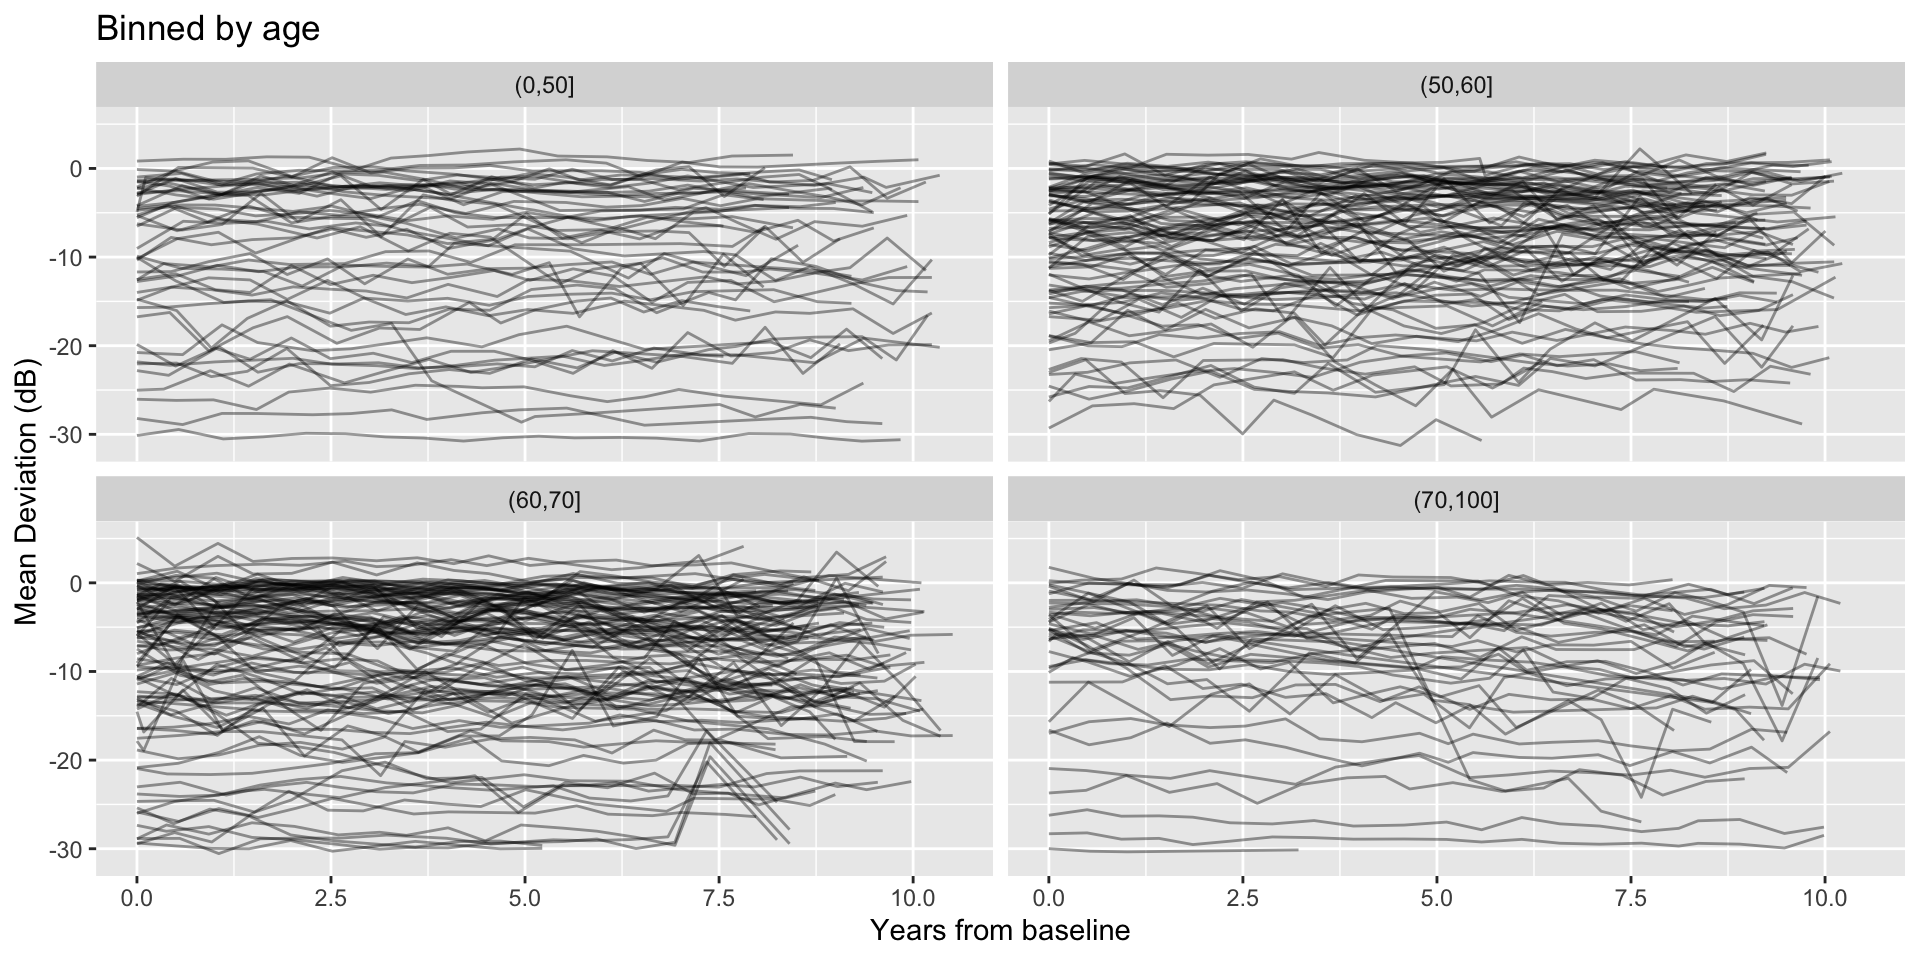 Binned by age
(0,50]
(50,60]
0
-10
-20
-30
(60,70]
(70,100]
0
-10
-20
-30
0.0 2.5 5.0 7.5 10.0
0.0 2.5 5.0 7.5 10.0
Mean Deviation (dB)
Years from baseline